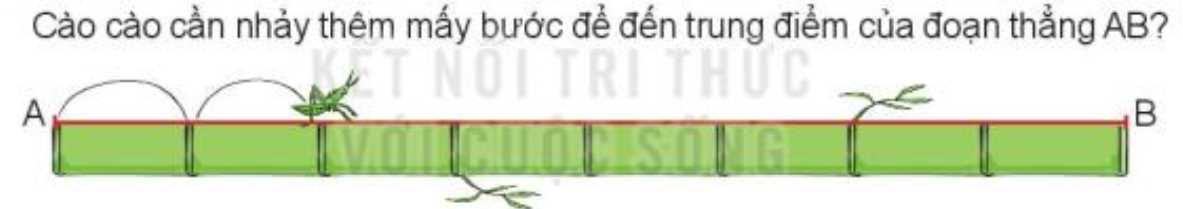 Cào cào cần nhảy thêm mấy bước để đến trung điểm của đoạn thẳng AB?
KẾT NỐI TRI THỨC
A B
VỚI CUỘC SỐNG